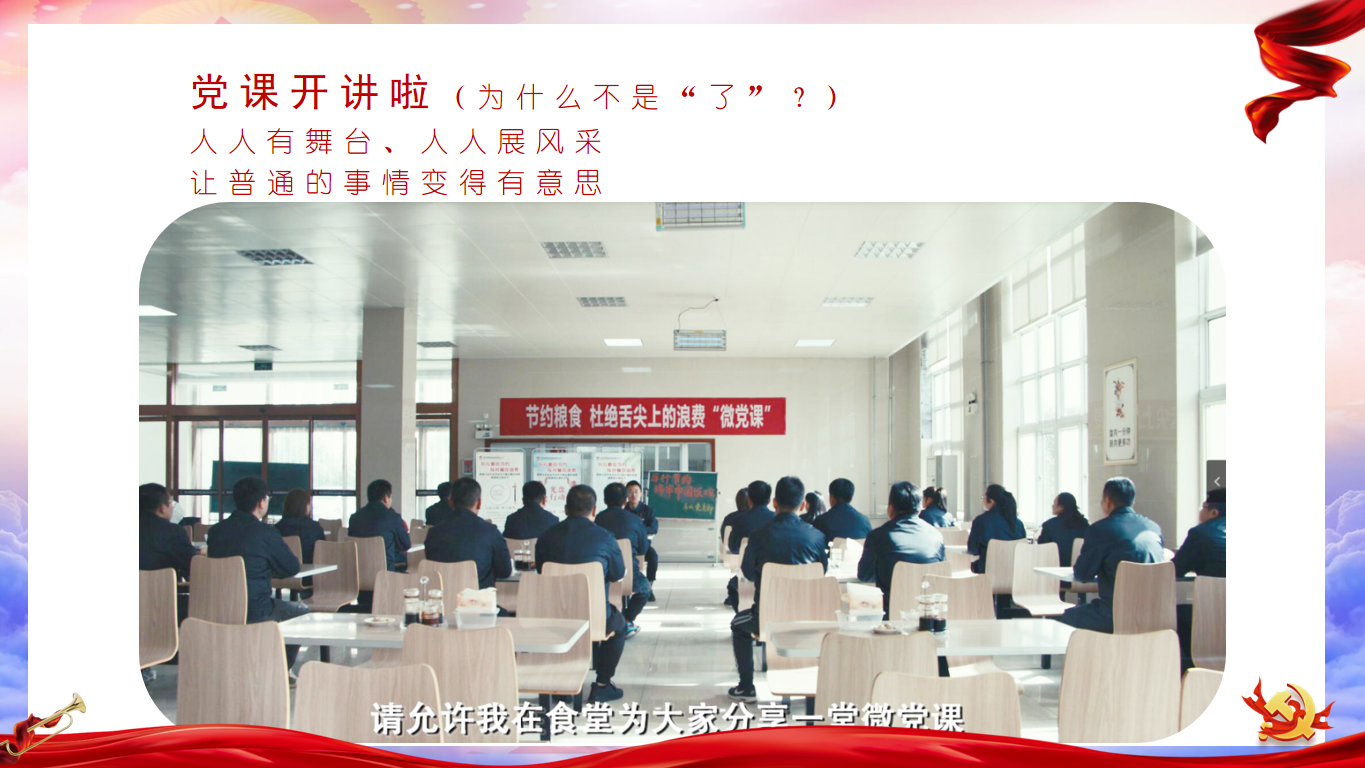 党课开讲啦（为什么不是“了”？）
人人有舞台、人人展风采
让普通的事情变得有意思
节约粮食 杜绝舌尖上的浪费“微党课”
请允许我在食堂为大家分享一堂微党课